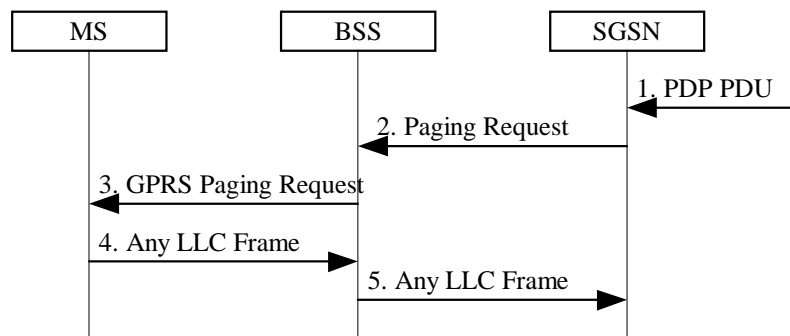 MS
BSS
SGSN
1. PDP PDU
2. Paging Request
3. GPRS Paging Request
4. Any LLC Frame
5. Any LLC Frame